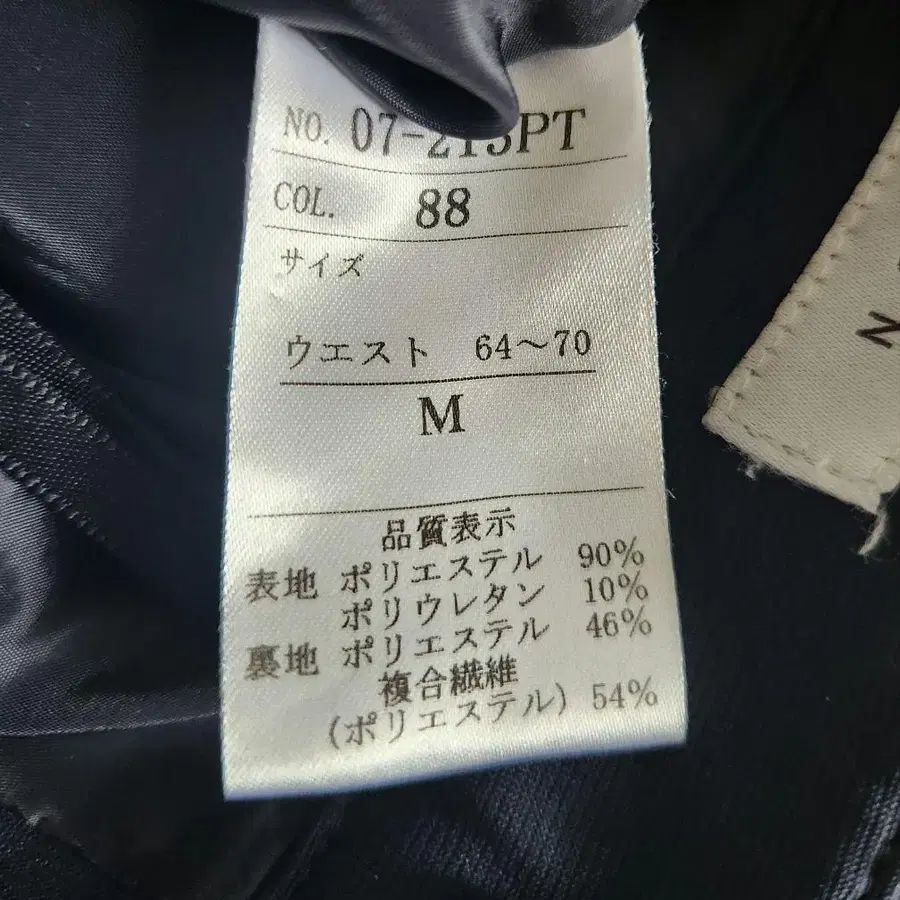 NO. 07-215PT
COL. 88
サイズ
ウエスト 64～70
M
品質表示
表地 ポリエステル 90%
ポリウレタン 10%
裏地 ポリエステル 46%
複合繊維
(ポリエステル) 54%
N